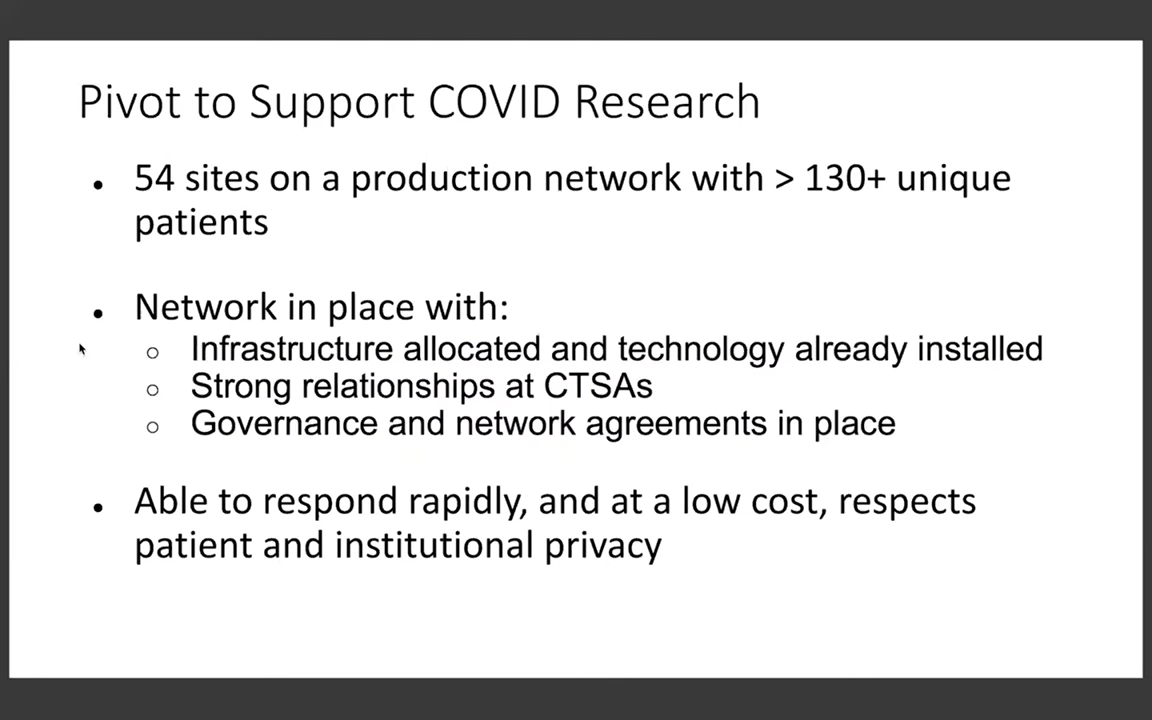 Pivot to Support COVID Research
• 54 sites on a production network with > 130+ unique
patients
• Network in place with:
○ Infrastructure allocated and technology already installed
○ Strong relationships at CTSAs
○ Governance and network agreements in place
• Able to respond rapidly, and at a low cost, respects
patient and institutional privacy